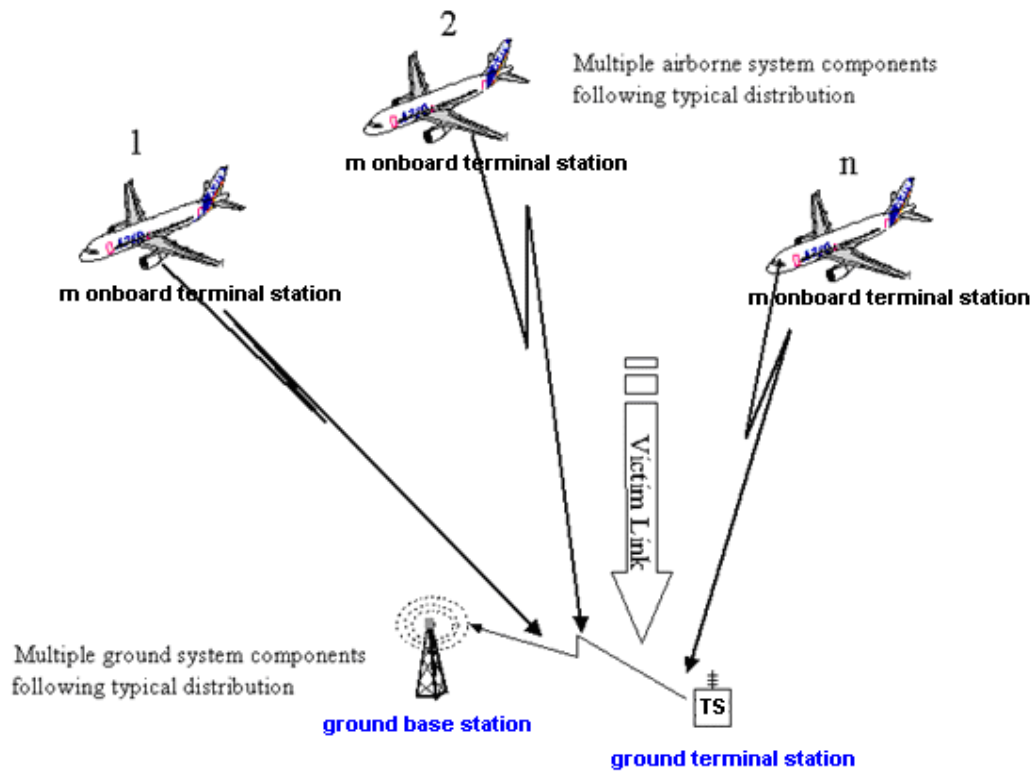 2
Multiple airborne system components
following typical distribution
1
m onboard terminal station
n
m onboard terminal station
m onboard terminal station
Victim Link
Multiple ground system components
following typical distribution
TS
ground base station
ground terminal station